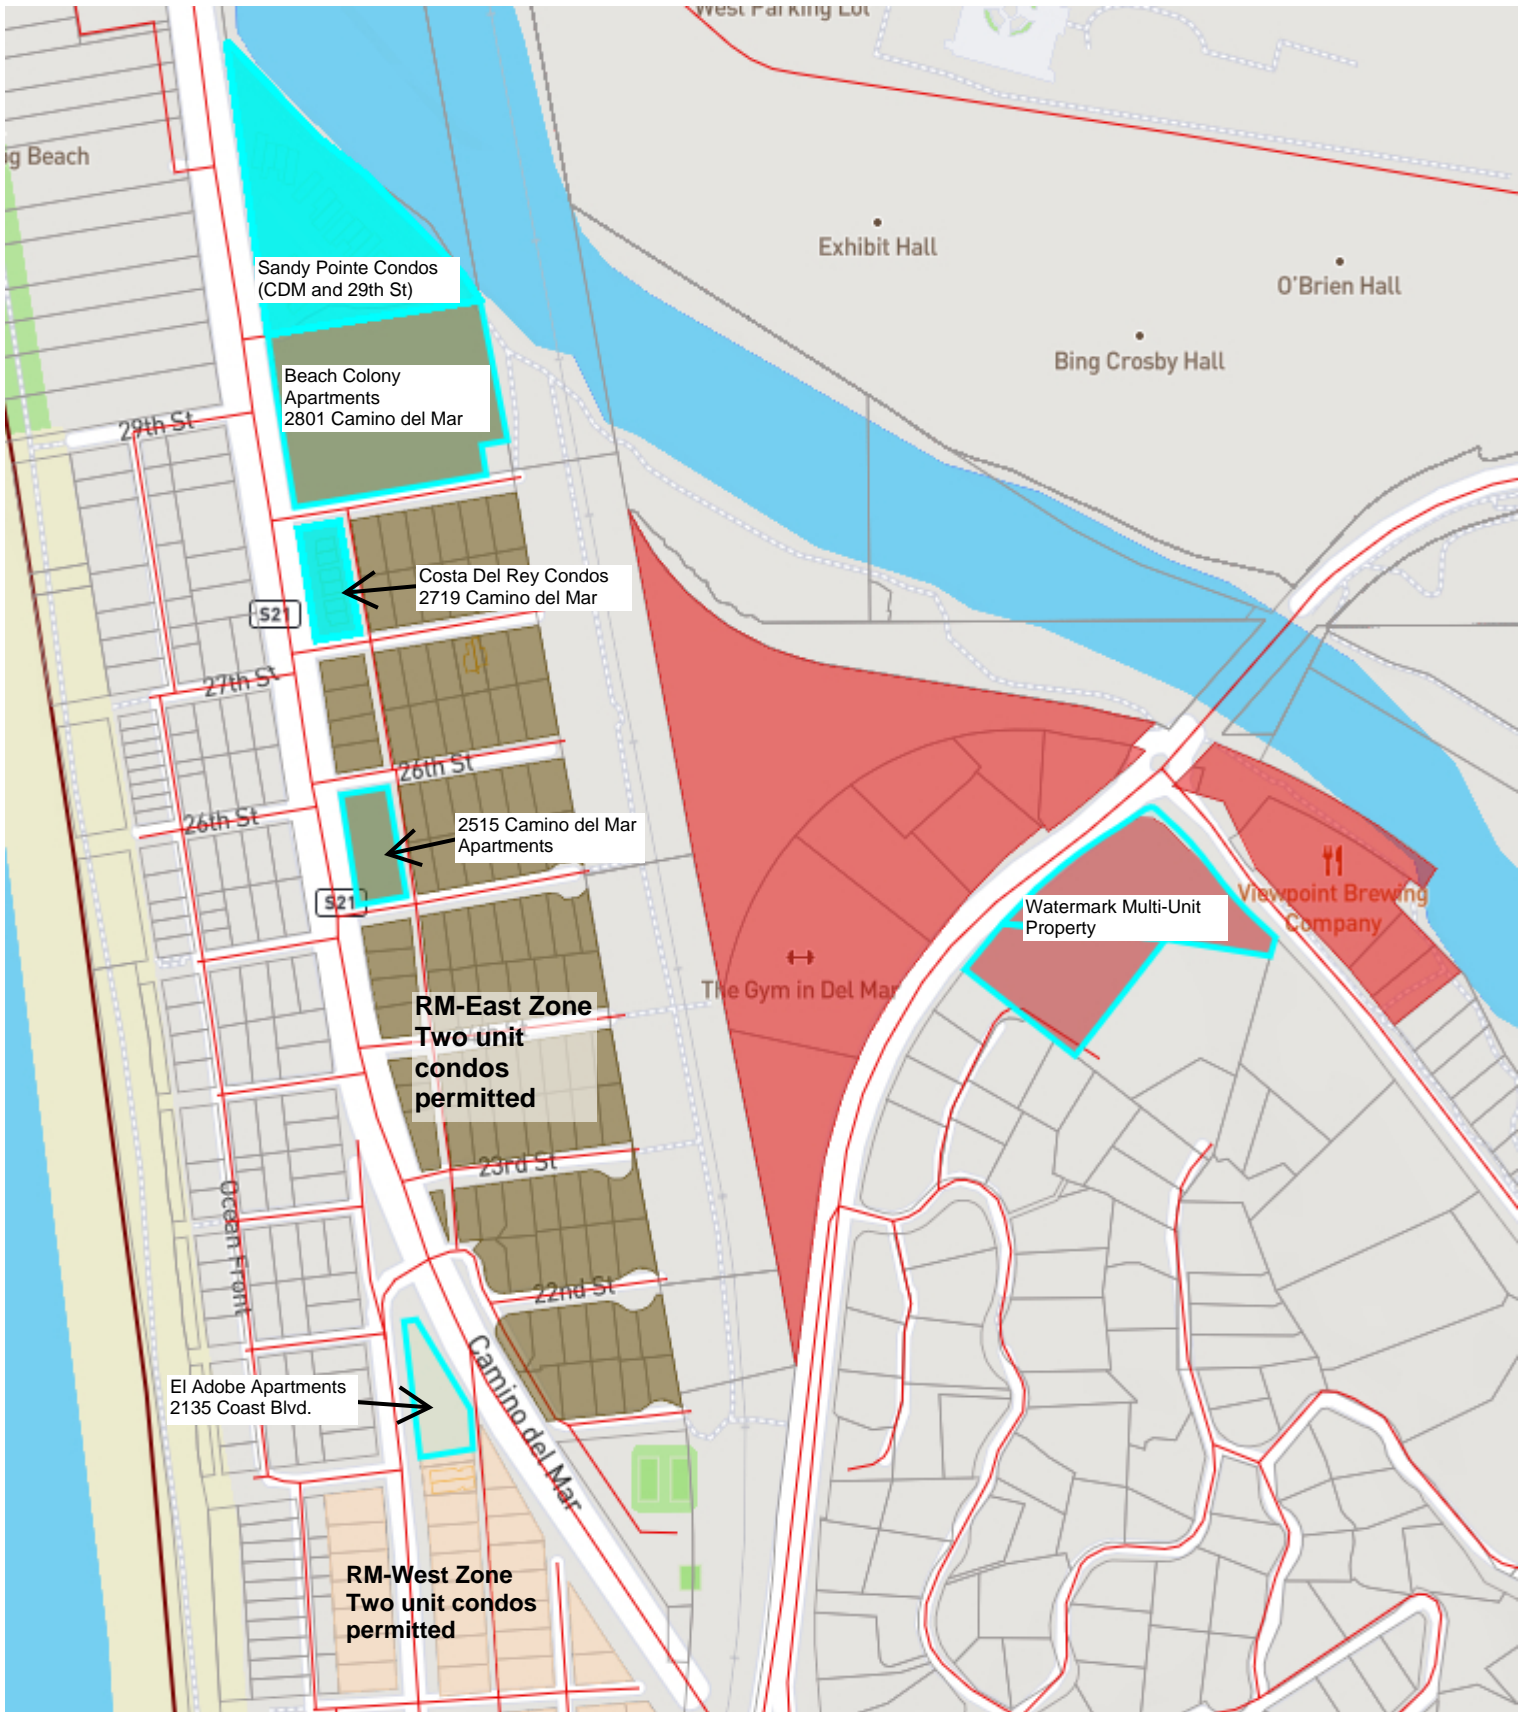 West Parking Lot
g Beach
Exhibit Hall
O'Brien Hall
Sandy Pointe Condos
(CDM and 29th St)
Bing Crosby Hall
Beach Colony
Apartments
2801 Camino del Mar
29th St
Costa Del Rey Condos
2719 Camino del Mar
S21
27th St
26th St
26th St
2515 Camino del Mar
Apartments
Viewpoint Brewing
Company
S21
Watermark Multi-Unit
Property
The Gym in Del Mar
RM-East Zone
Two unit
condos
permitted
23rd St
Ocean Front
22nd St
Camino del Mar
El Adobe Apartments
2135 Coast Blvd.
RM-West Zone
Two unit condos
permitted